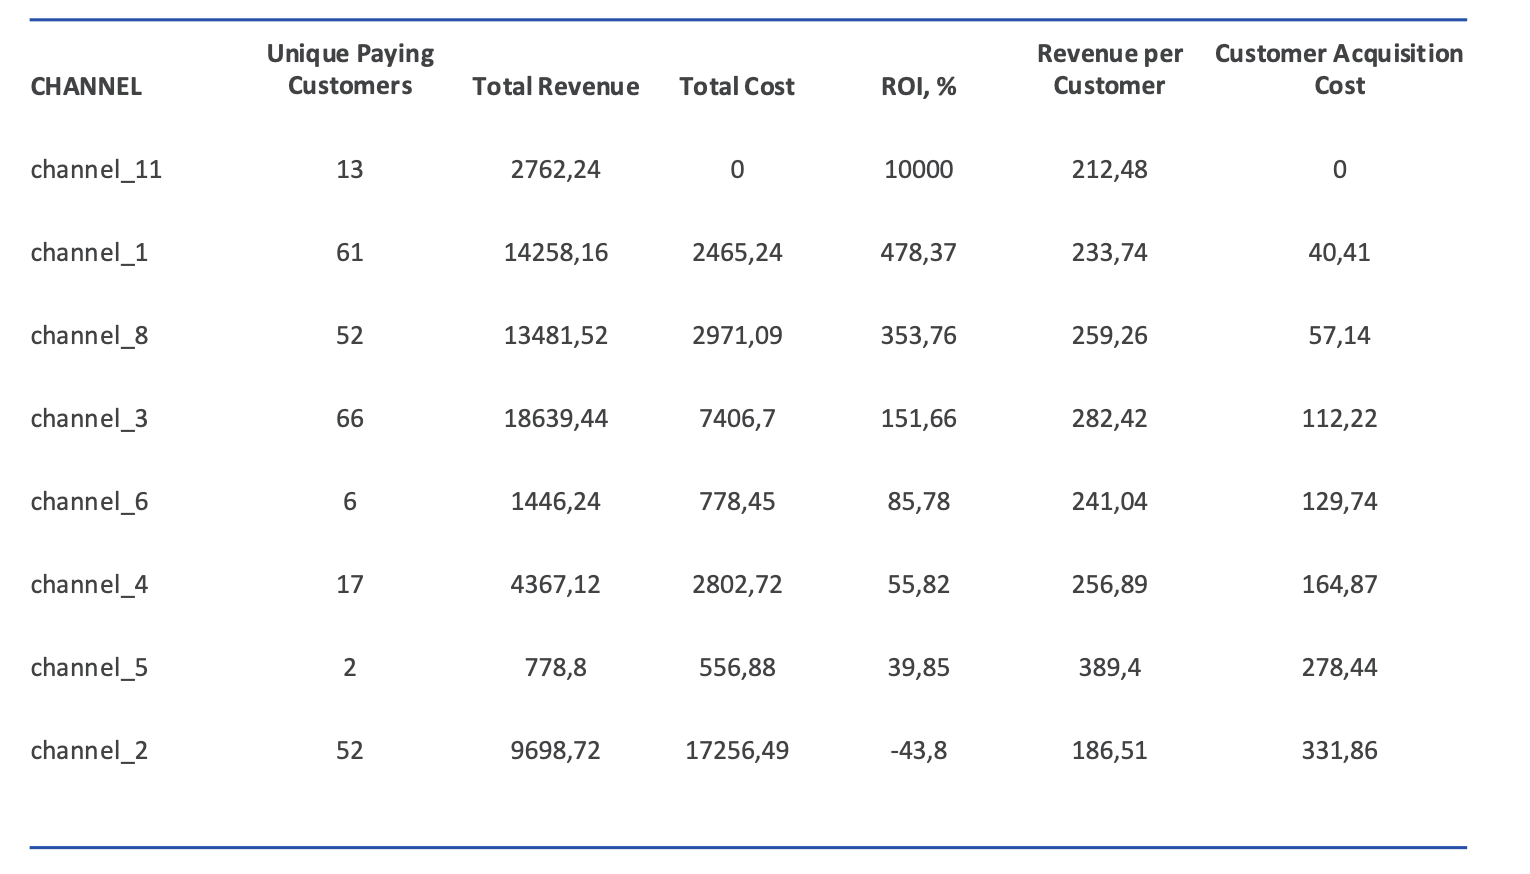 CHANNEL Unique Paying Customers Total Revenue Total Cost ROI, % Revenue per Customer Customer Acquisition Cost
channel_11 13 2762,24 0 10000 212,48 0
channel_1 61 14258,16 2465,24 478,37 233,74 40,41
channel_8 52 13481,52 2971,09 353,76 259,26 57,14
channel_3 66 18639,44 7406,7 151,66 282,42 112,22
channel_6 6 1446,24 778,45 85,78 241,04 129,74
channel_4 17 4367,12 2802,72 55,82 256,89 164,87
channel_5 2 778,8 556,88 39,85 389,4 278,44
channel_2 52 9698,72 17256,49 -43,8 186,51 331,86